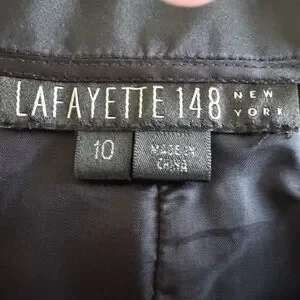 LAFAYETTE 148 NEW YORK
10
MADE IN
CHINA